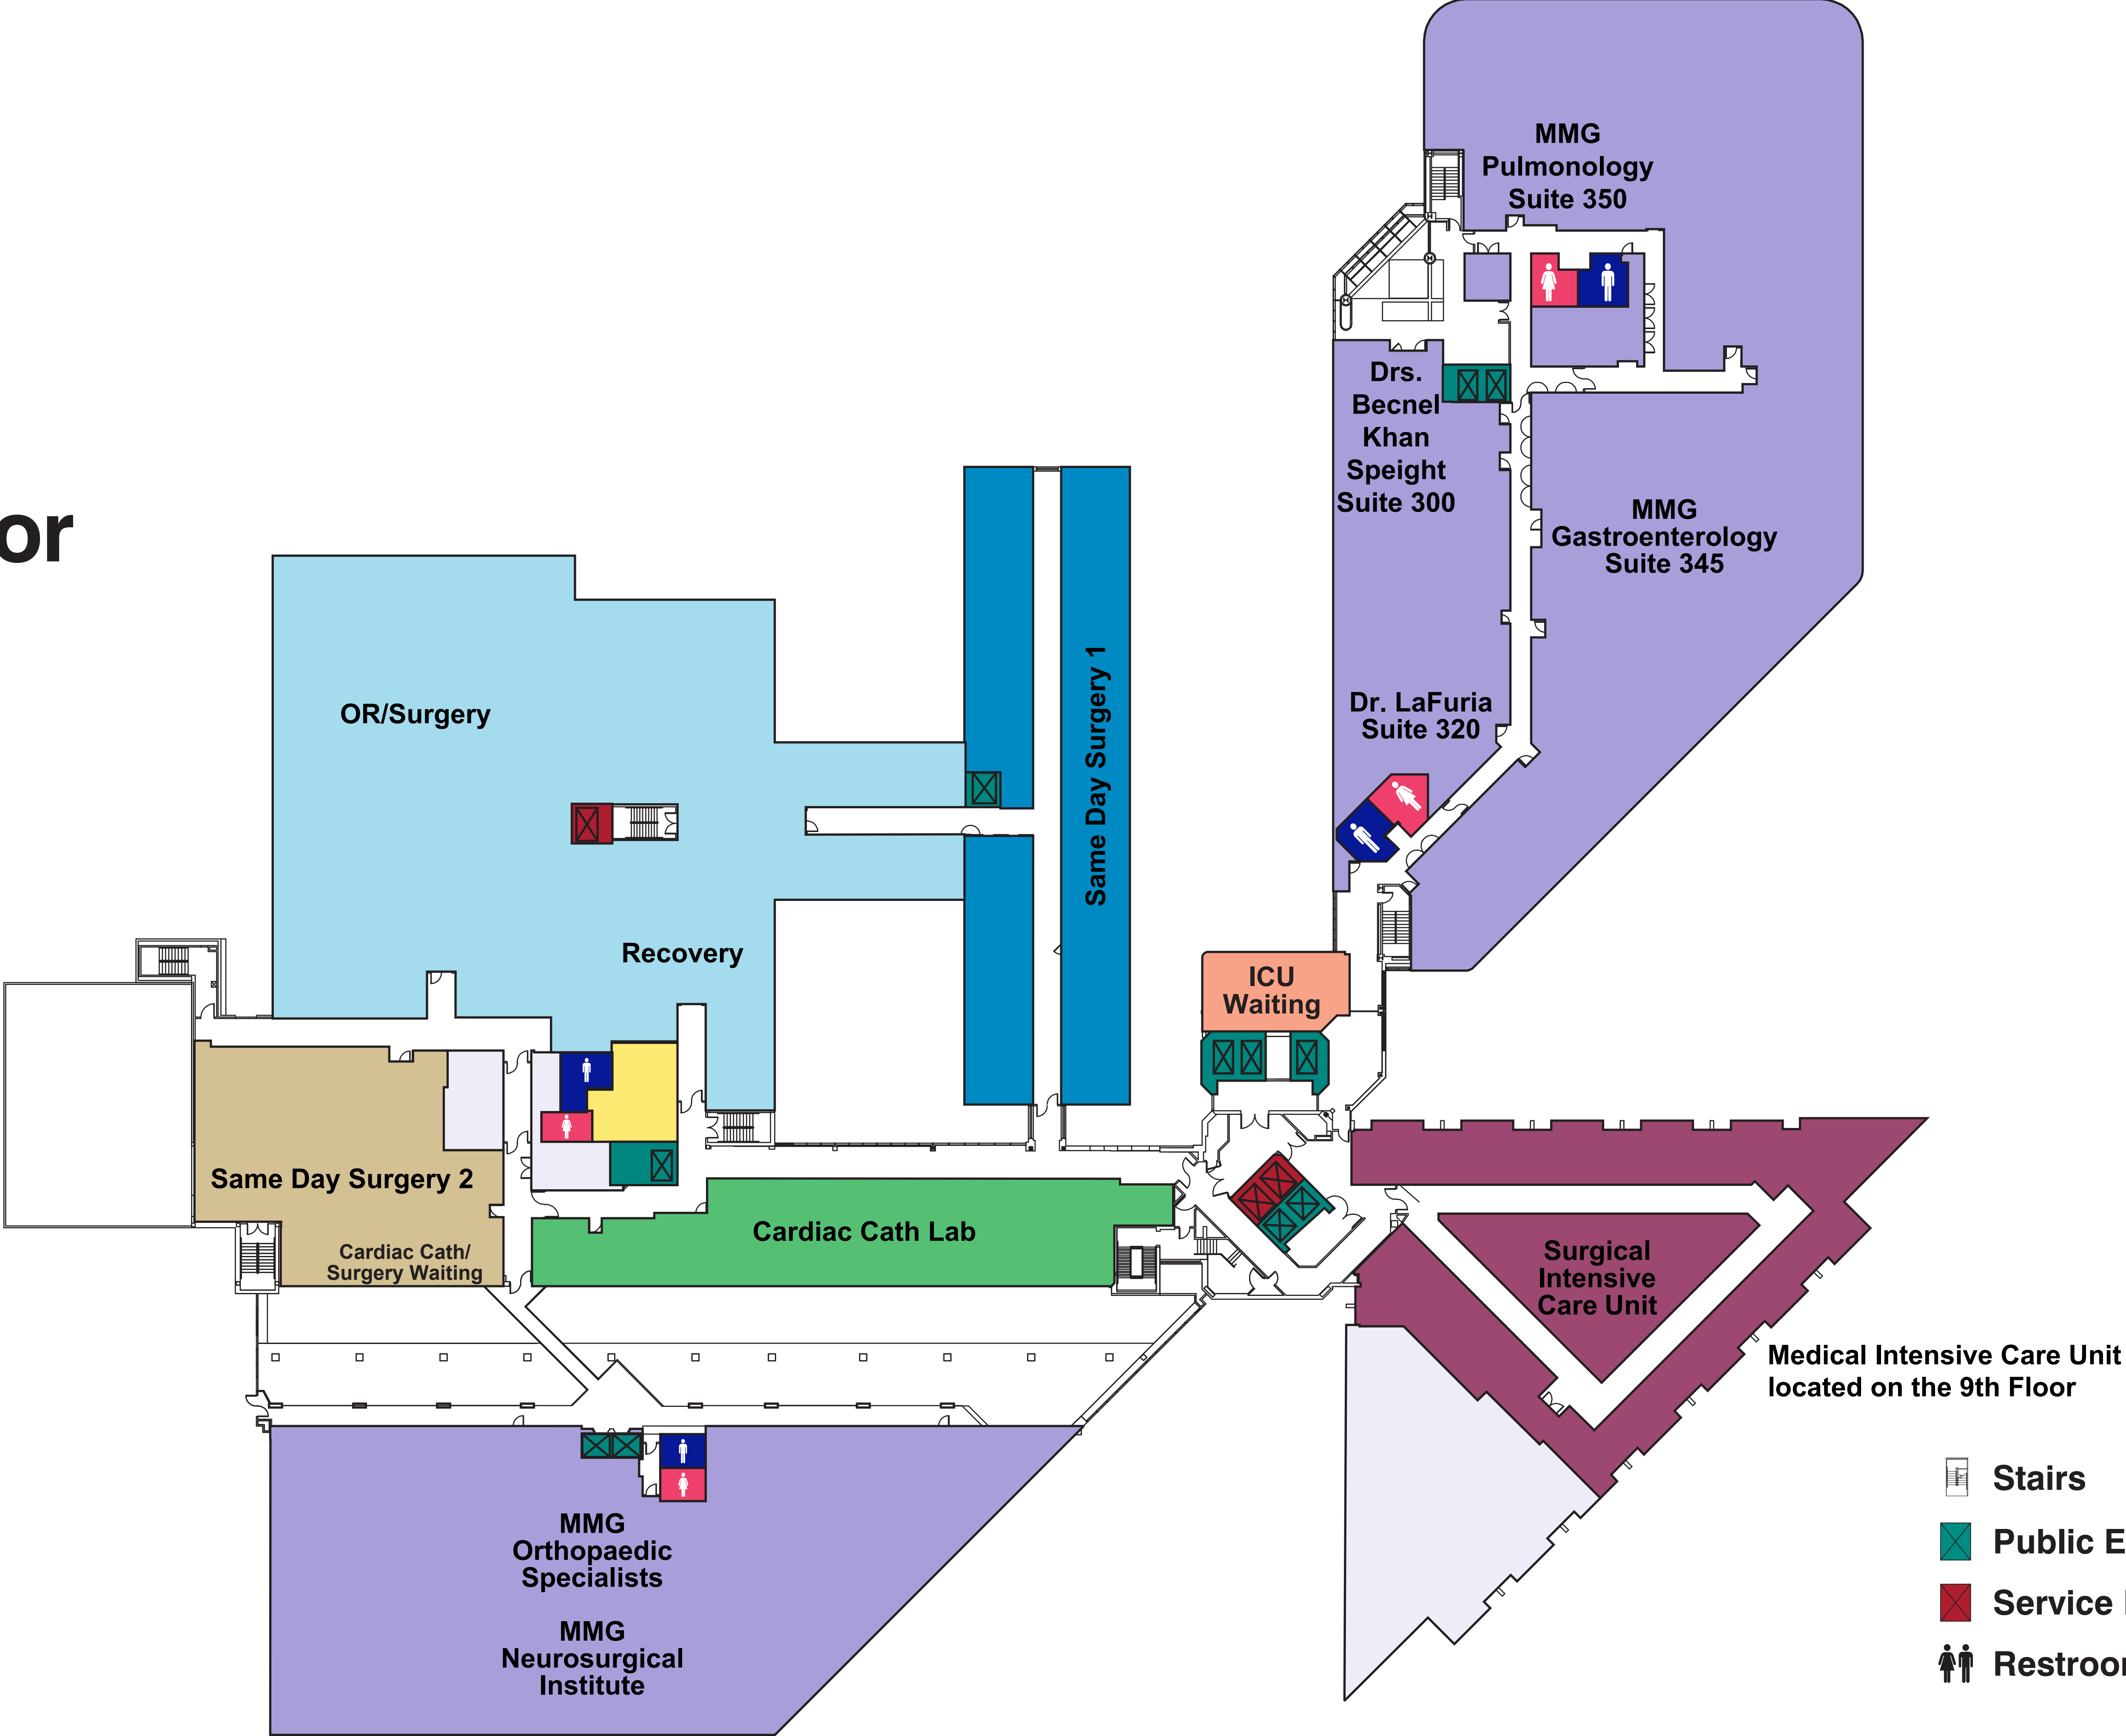 or
MMG
Pulmonology
Suite 350
Drs.
Becnel
Khan
Speight
Suite 300
MMG
Gastroenterology
Suite 345
Dr. LaFuria
Suite 320
OR/Surgery
Same Day Surgery 1
Recovery
ICU
Waiting
Same Day Surgery 2
Cardiac Cath/
Surgery Waiting
Cardiac Cath Lab
Surgical
Intensive
Care Unit
Medical Intensive Care Unit
located on the 9th Floor
MMG
Orthopaedic
Specialists
MMG
Neurosurgical
Institute
Stairs
Public E
Service
Restroo